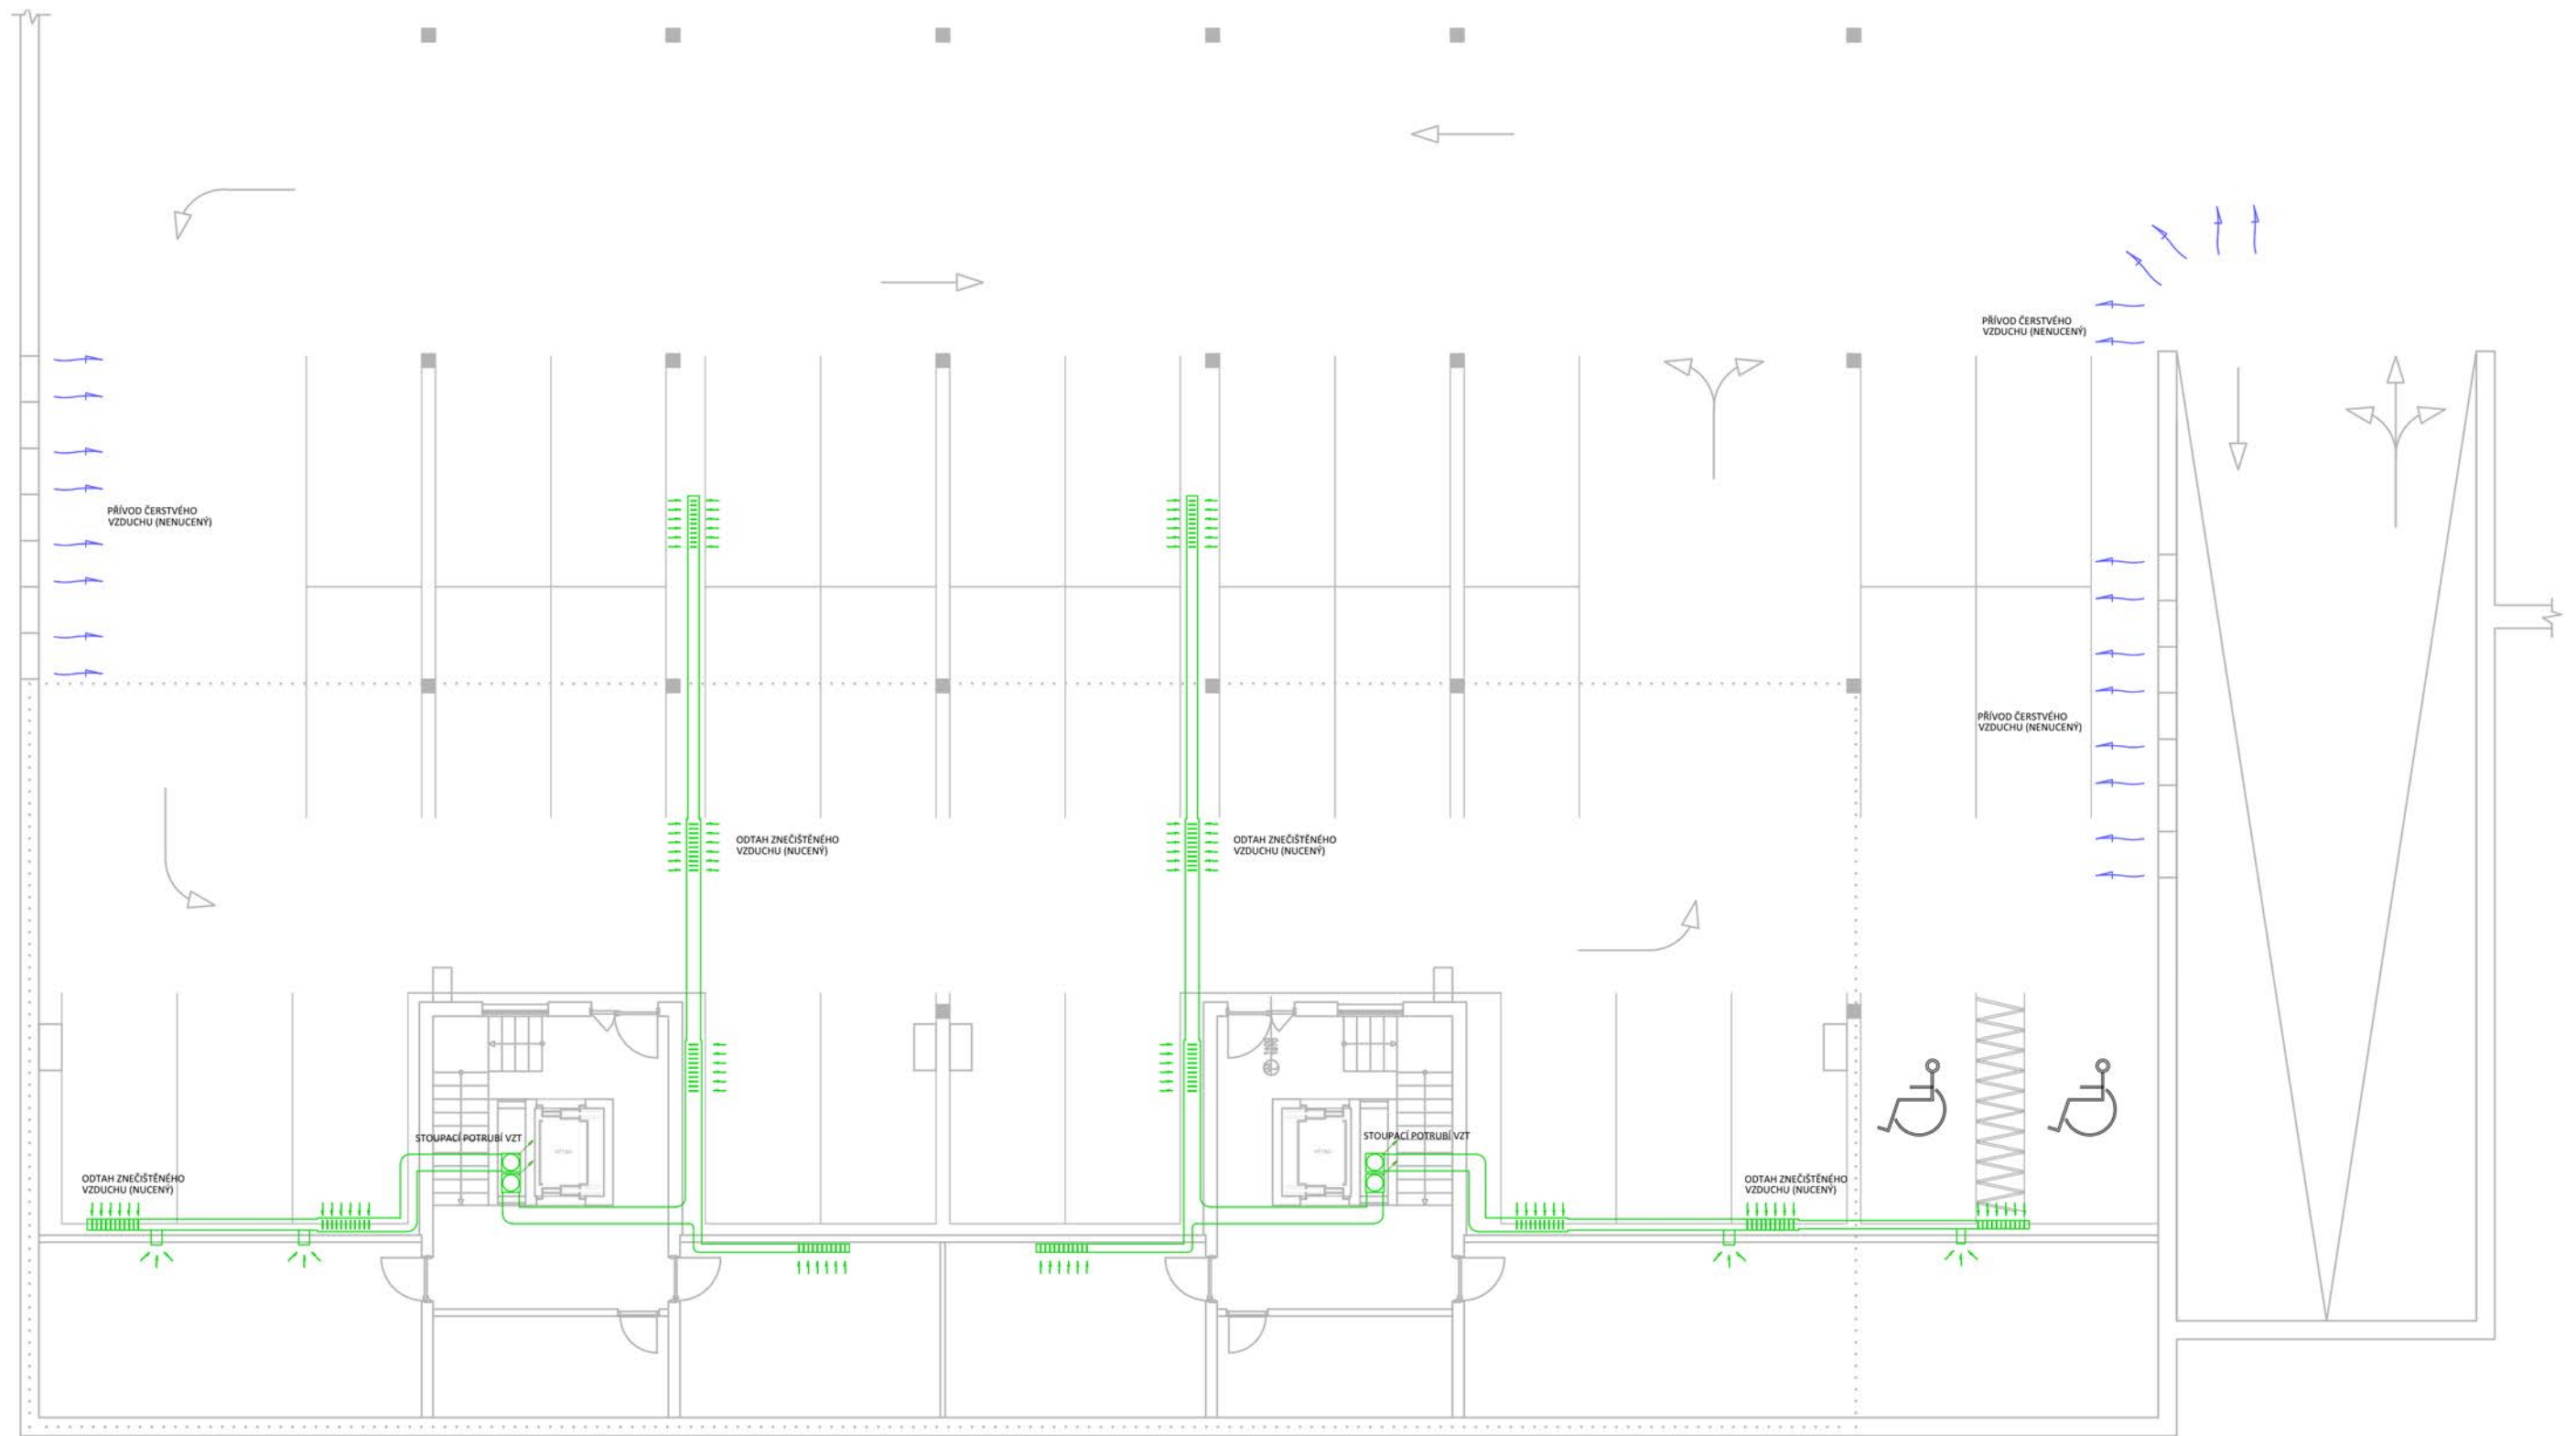 PŘÍVOD ČERSTVÉHO
VZDUCHU (NENUCENÝ)
PŘÍVOD ČERSTVÉHO
VZDUCHU (NENUCENÝ)
PŘÍVOD ČERSTVÉHO
VZDUCHU (NENUCENÝ)
ODTAH ZNEČIŠTĚNÉHO
VZDUCHU (NUCENÝ)
ODTAH ZNEČIŠTĚNÉHO
VZDUCHU (NUCENÝ)
STOUPACÍ POTRUBÍ VZT
STOUPACÍ POTRUBÍ VZT
ODTAH ZNEČIŠTĚNÉHO
VZDUCHU (NUCENÝ)
ODTAH ZNEČIŠTĚNÉHO
VZDUCHU (NUCENÝ)